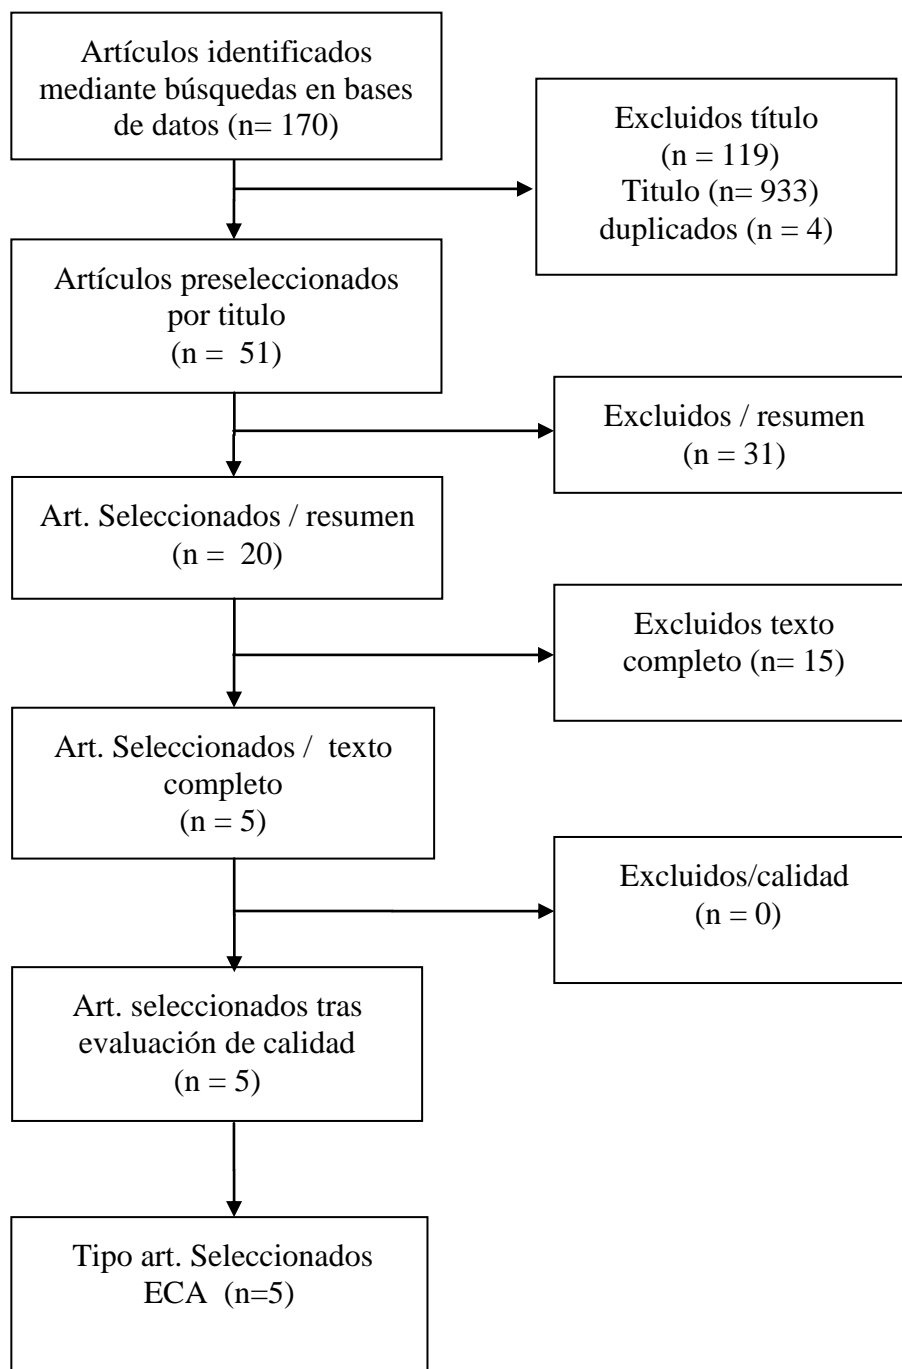 Artículos identificados
mediante búsquedas en bases
de datos (n= 170)
Excluidos título
(n = 119)
Titulo (n= 933)
duplicados (n = 4)
Artículos preseleccionados
por titulo
(n =  51)
Excluidos / resumen
(n = 31)
Art. Seleccionados / resumen
(n =  20)
Excluidos texto
completo (n= 15)
Art. Seleccionados /  texto
completo
(n = 5)
Excluidos/calidad
(n = 0)
Art. seleccionados tras
evaluación de calidad
(n = 5)
Tipo art. Seleccionados
ECA  (n=5)